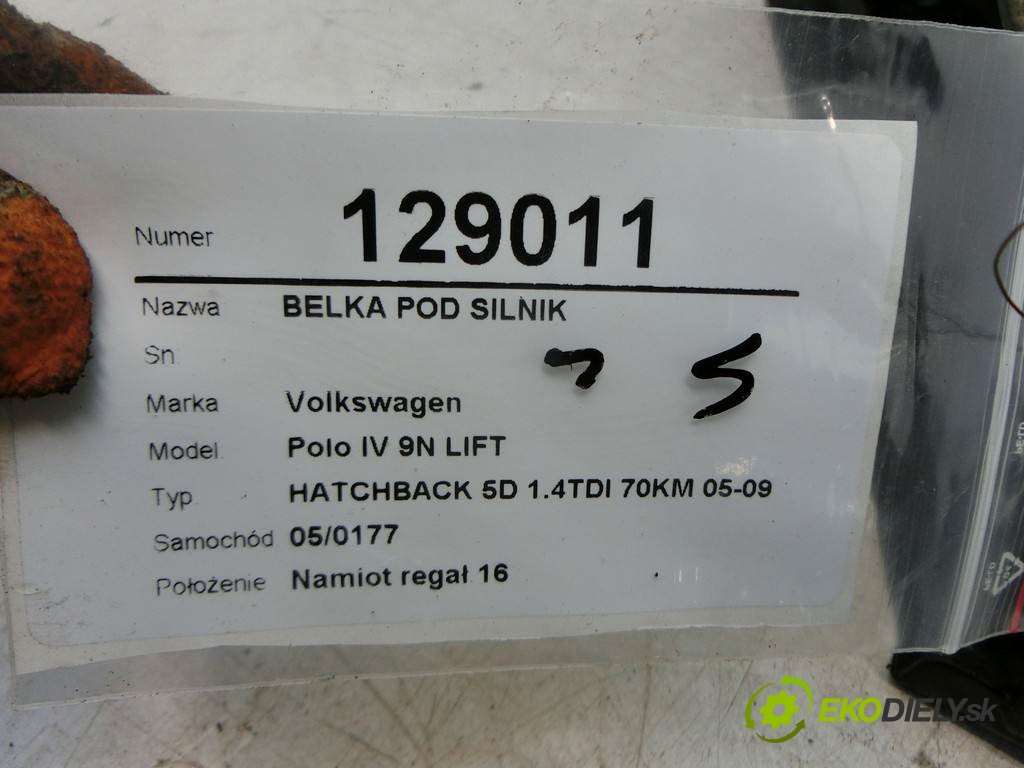 Numer 129011
Nazwa BELKA POD SILNIK
Sn
Marka Volkswagen
Model Polo IV 9N LIFT
Typ HATCHBACK 5D 1.4TDI 70KM 05-09
Samochód 05/0177
Położenie Namiot regał 16
EKODIELY.sk